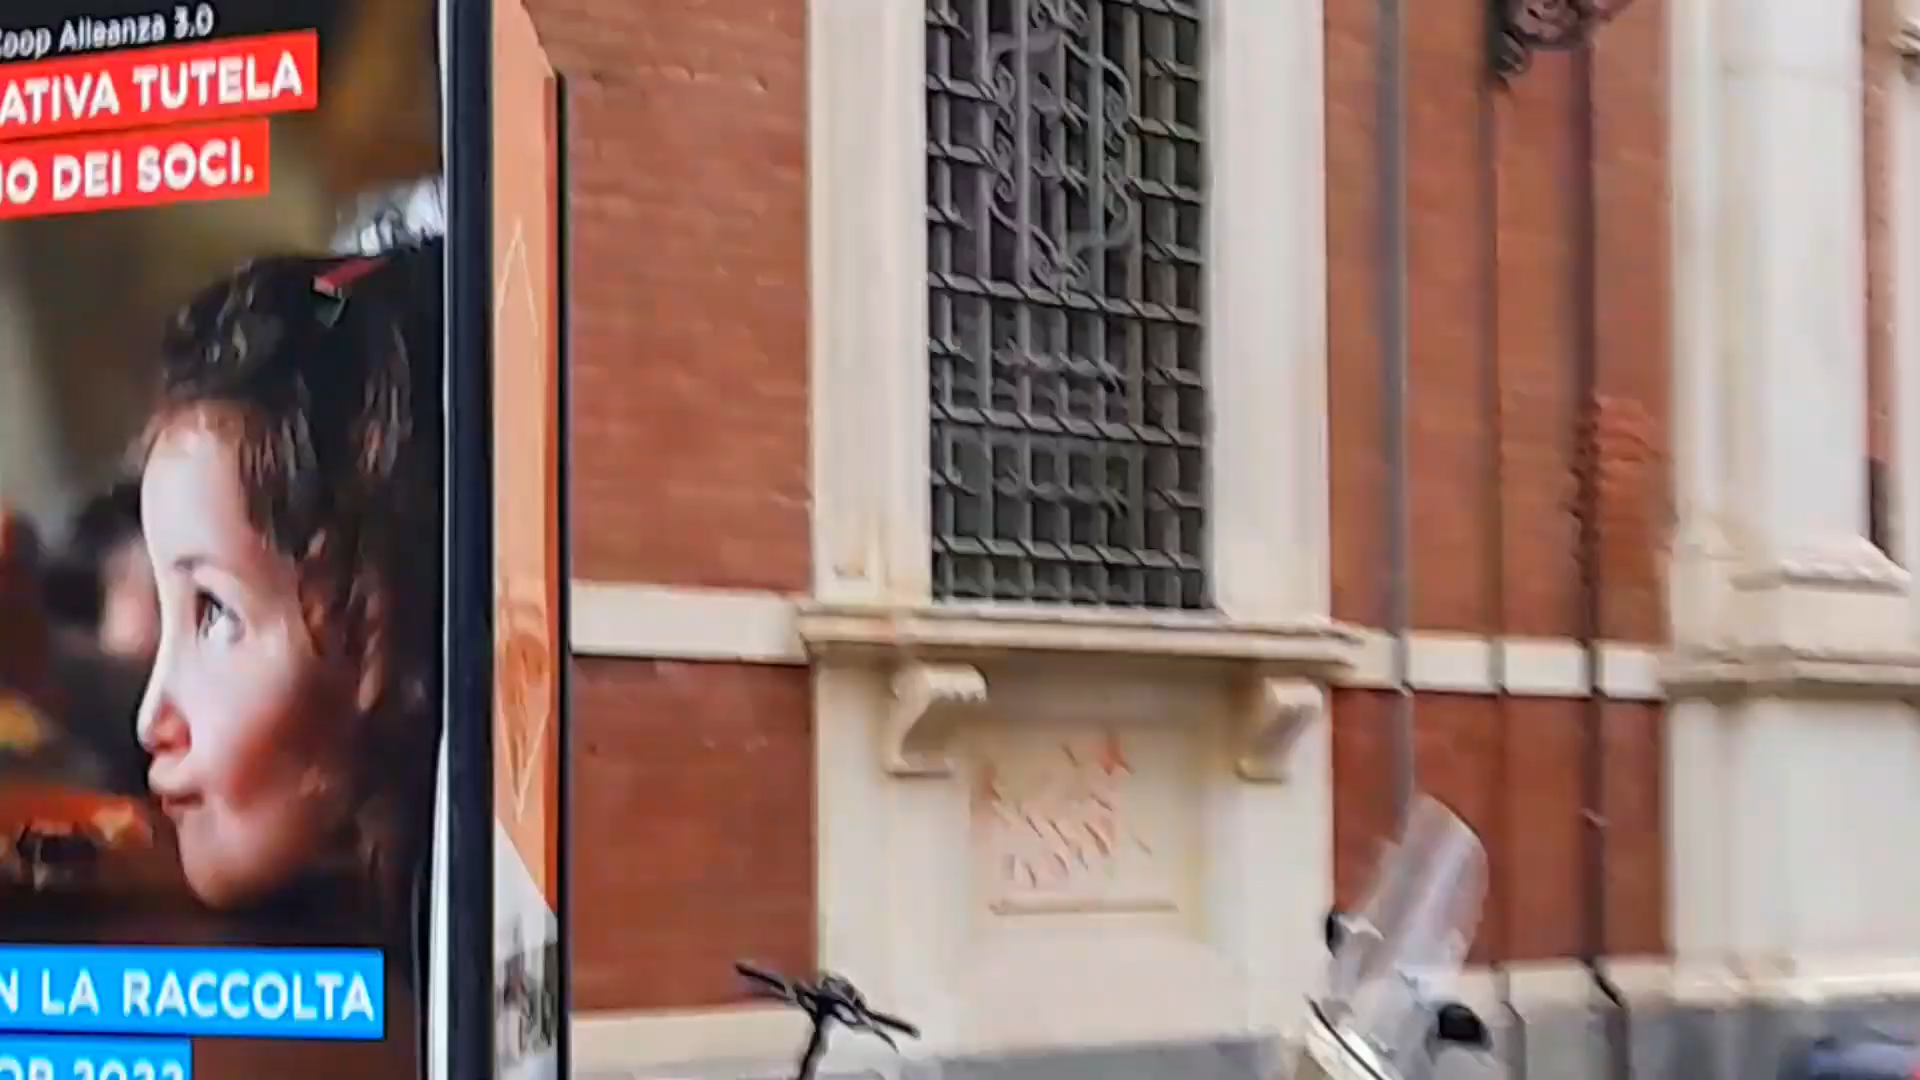 Coop Alleanza 3.0
ATIVA TUTELA
IO DEI SOCI.
N LA RACCOLTA